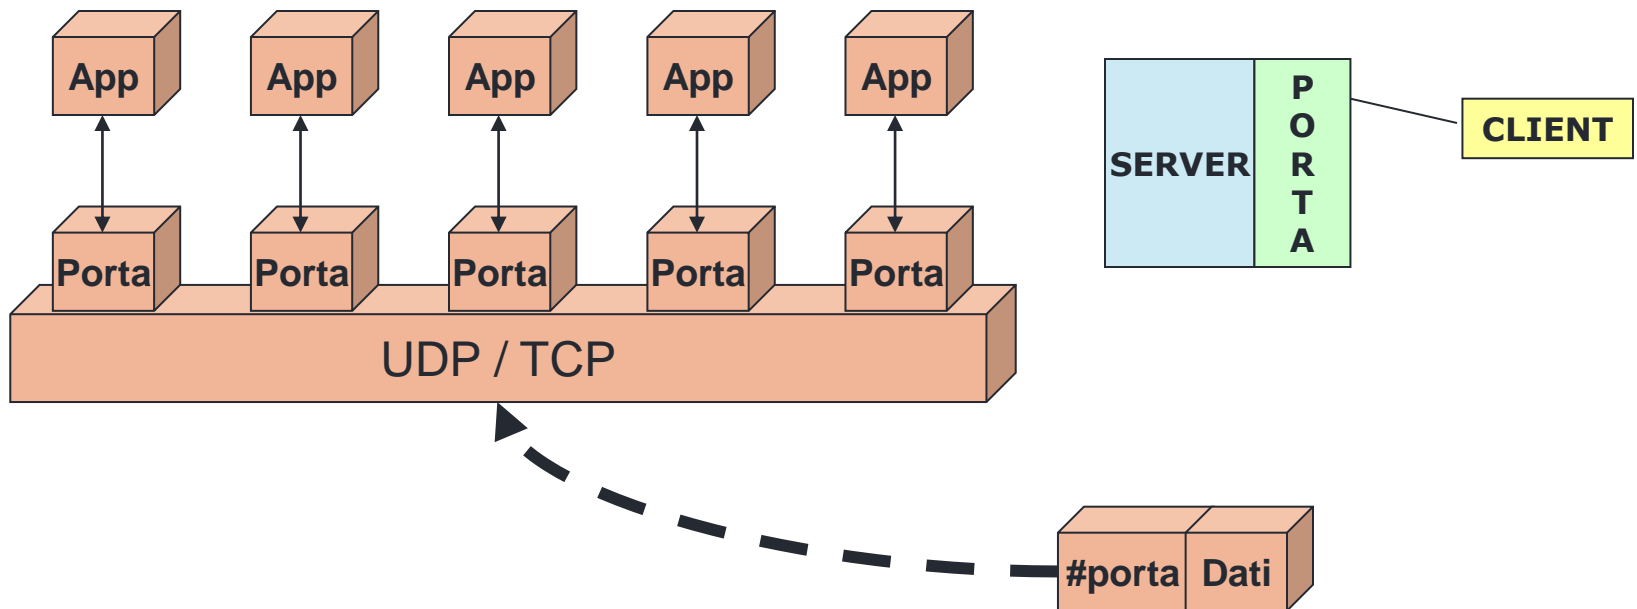 App App App App App
Porta Porta Porta Porta Porta
UDP / TCP
#porta Dati
SERVER
P
O
R
T
A
CLIENT